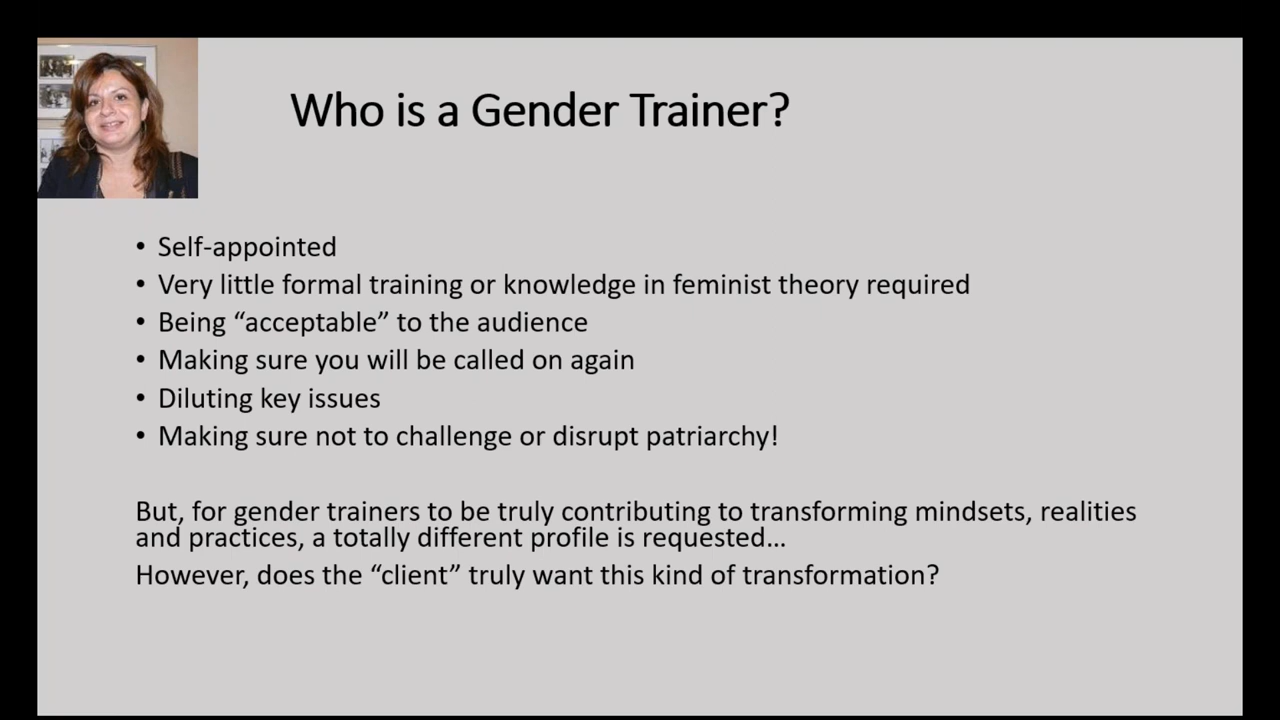 Who is a Gender Trainer?
• Self-appointed
• Very little formal training or knowledge in feminist theory required
• Being “acceptable” to the audience
• Making sure you will be called on again
• Diluting key issues
• Making sure not to challenge or disrupt patriarchy!
But, for gender trainers to be truly contributing to transforming mindsets, realities
and practices, a totally different profile is requested…
However, does the “client” truly want this kind of transformation?